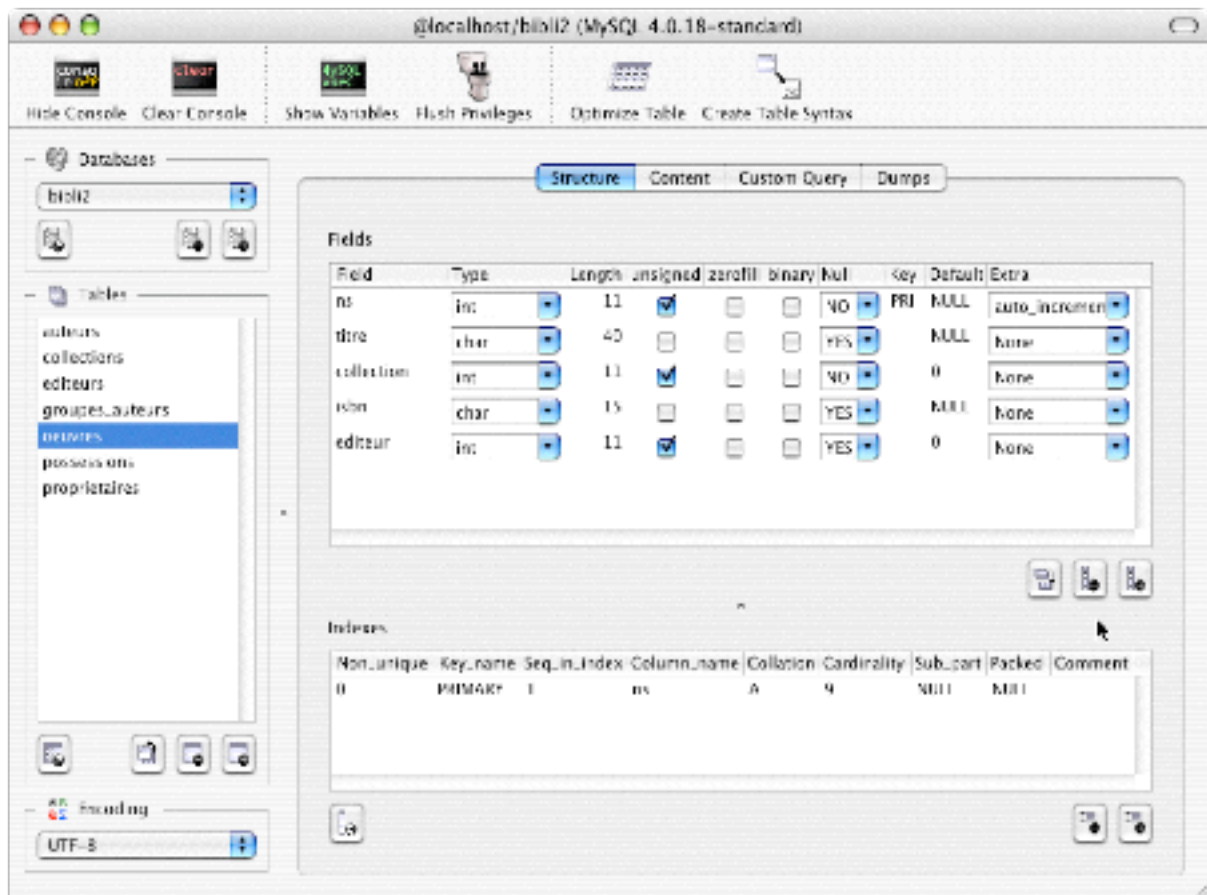 @localhost/bibli2 (MySQL 4.0.18-standard)
Hide Console Clear Console Show Variables Flush Privileges Optimize Table Create Table Syntax
Databases
bibli2
Structure Content Custom Query Dumps
Fields
Field Type Length unsigned zerofill binary Null Key Default Extra
ns int 11 NO PRI NULL auto_incremen
titre char 40 YES NULL None
collection int 11 NO 0 None
isbn char 15 YES NULL None
editeur int 11 YES 0 None
Tables
auteurs
collections
editeurs
groupes_auteurs
oeuvres
possessions
proprietaires
Indexes
Non_unique Key_name Seq_in_index Column_name Collation Cardinality Sub_part Packed Comment
0 PRIMARY 1 ns A 9 NULL NULL
Encoding
UTF-8